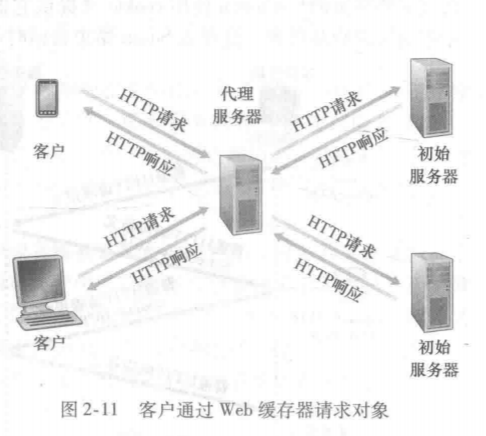 代理
服务器
HTTP请求
HTTP响应
客户
HTTP请求
HTTP响应
初始
服务器
HTTP请求
HTTP响应
客户
HTTP请求
HTTP响应
初始
服务器
图 2-11 客户通过 Web 缓存器请求对象